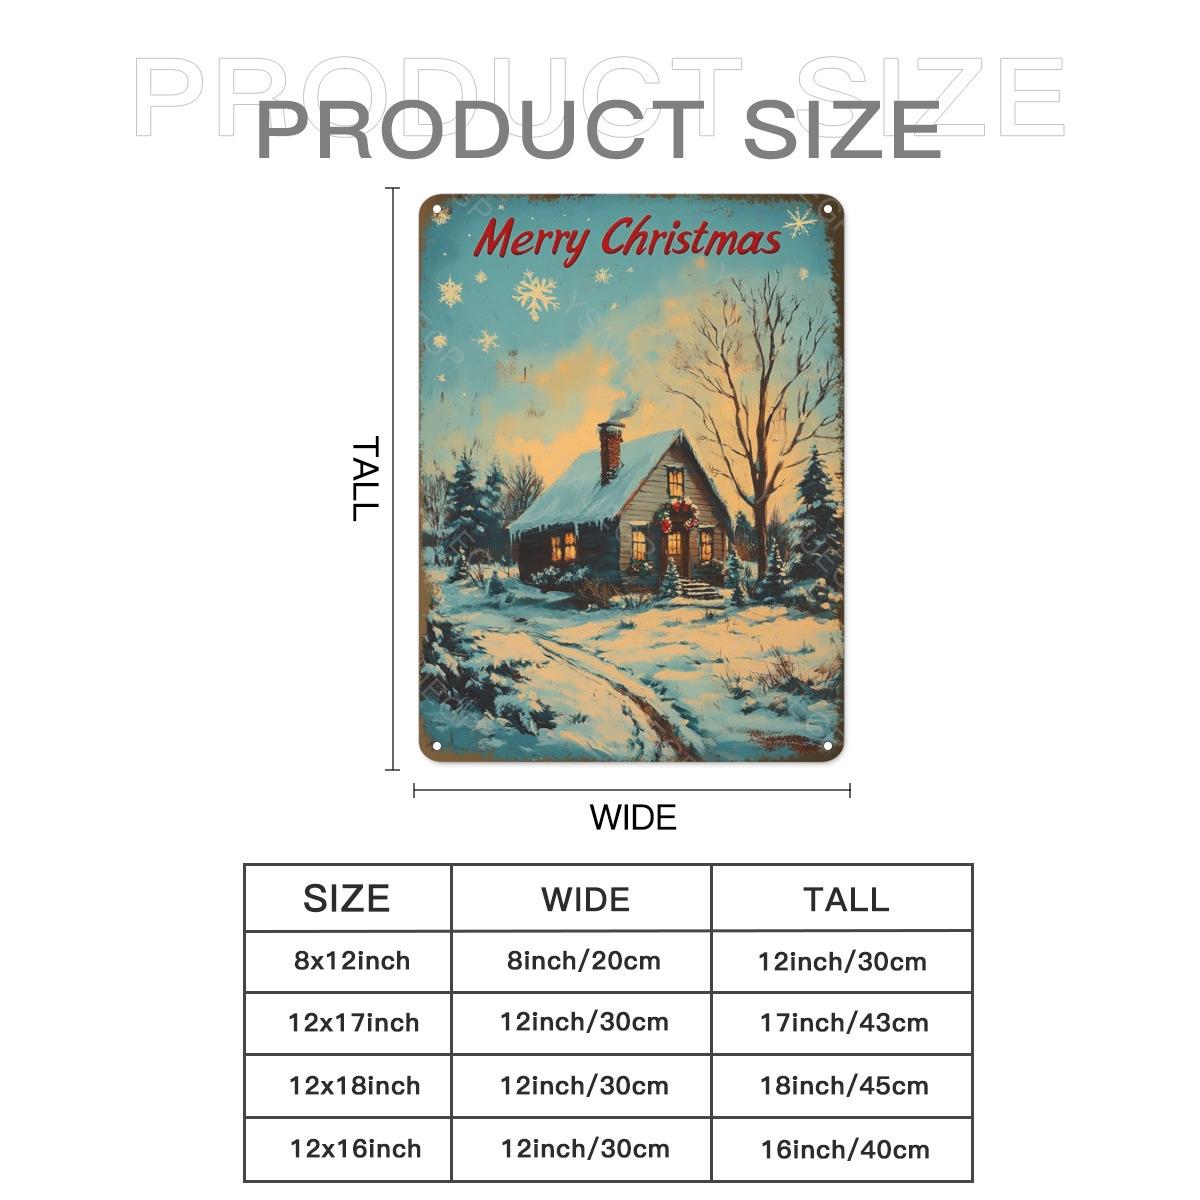 PRODUCT SIZE
PRODUCT SIZE
Merry Christmas
TALL
WIDE
SIZE WIDE TALL
8x12inch 8inch/20cm 12inch/30cm
12x17inch 12inch/30cm 17inch/43cm
12x18inch 12inch/30cm 18inch/45cm
12x16inch 12inch/30cm 16inch/40cm